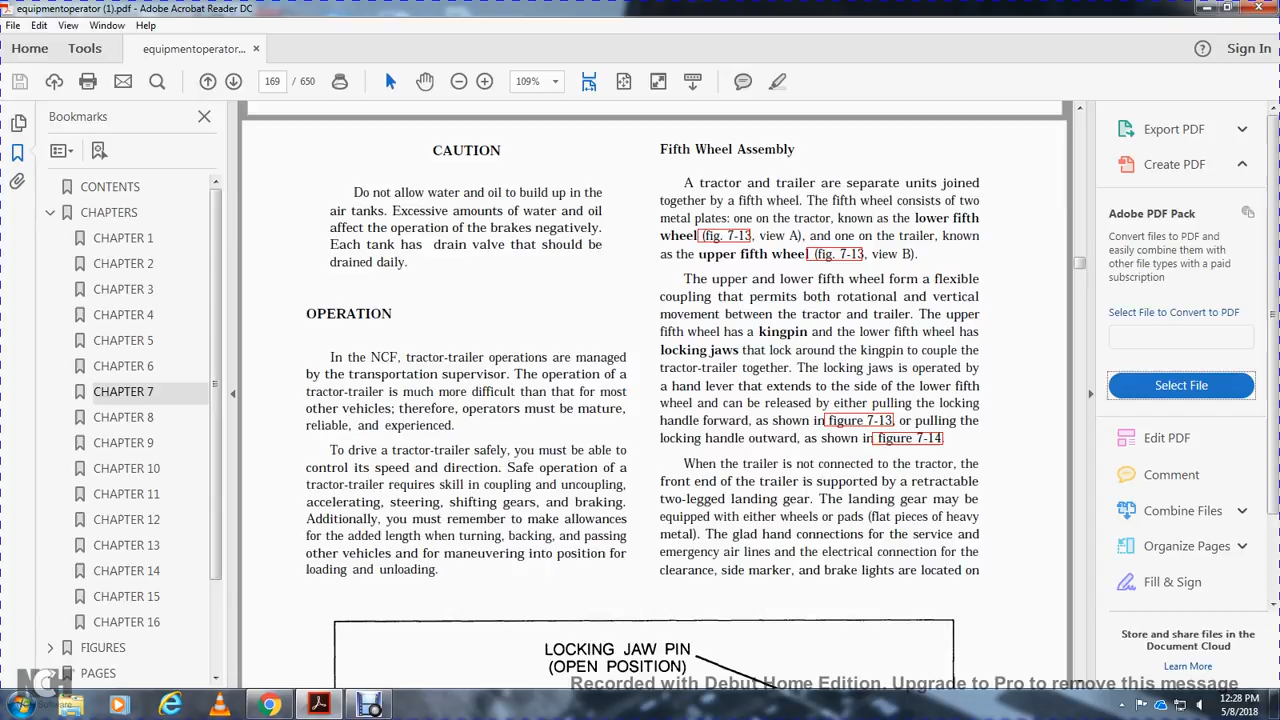 equipmentoperator (1).pdf - Adobe Acrobat Reader DC
File Edit View Window Help
Home Tools equipmentoperator... × Sign In
169 / 650 109%
Bookmarks
CONTENTS
CHAPTERS
CHAPTER 1
CHAPTER 2
CHAPTER 3
CHAPTER 4
CHAPTER 5
CHAPTER 6
CHAPTER 7
CHAPTER 8
CHAPTER 9
CHAPTER 10
CHAPTER 11
CHAPTER 12
CHAPTER 13
CHAPTER 14
CHAPTER 15
CHAPTER 16
FIGURES
PAGES
CAUTION
Do not allow water and oil to build up in the
air tanks. Excessive amounts of water and oil
affect the operation of the brakes negatively.
Each tank has drain valve that should be
drained daily.
OPERATION
In the NCF, tractor-trailer operations are managed
by the transportation supervisor. The operation of a
tractor-trailer is much more difficult than that for most
other vehicles; therefore, operators must be mature,
reliable, and experienced.
To drive a tractor-trailer safely, you must be able to
control its speed and direction. Safe operation of a
tractor-trailer requires skill in coupling and uncoupling,
accelerating, steering, shifting gears, and braking.
Additionally, you must remember to make allowances
for the added length when turning, backing, and passing
other vehicles and for maneuvering into position for
loading and unloading.
Fifth Wheel Assembly
A tractor and trailer are separate units joined
together by a fifth wheel. The fifth wheel consists of two
metal plates: one on the tractor, known as the lower fifth
wheel (fig. 7-13, view A), and one on the trailer, known
as the upper fifth wheel (fig. 7-13, view B).
The upper and lower fifth wheel form a flexible
coupling that permits both rotational and vertical
movement between the tractor and trailer. The upper
fifth wheel has a kingpin and the lower fifth wheel has
locking jaws that lock around the kingpin to couple the
tractor-trailer together. The locking jaws is operated by
a hand lever that extends to the side of the lower fifth
wheel and can be released by either pulling the locking
handle forward, as shown in figure 7-13, or pulling the
locking handle outward, as shown in figure 7-14.
When the trailer is not connected to the tractor, the
front end of the trailer is supported by a retractable
two-legged landing gear. The landing gear may be
equipped with either wheels or pads (flat pieces of heavy
metal). The glad hand connections for the service and
emergency air lines and the electrical connection for the
clearance, side marker, and brake lights are located on
LOCKING JAW PIN
(OPEN POSITION)
Export PDF
Create PDF
Adobe PDF Pack
Convert files to PDF and
easily combine them with
other file types with a paid
subscription
Select File to Convert to PDF
Select File
Edit PDF
Comment
Combine Files
Organize Pages
Fill & Sign
Store and share files in the
Document Cloud
Learn More
NCH Software
Recorded with Debut Home Edition. Upgrade to Pro to remove this message
12:28 PM
5/8/2018